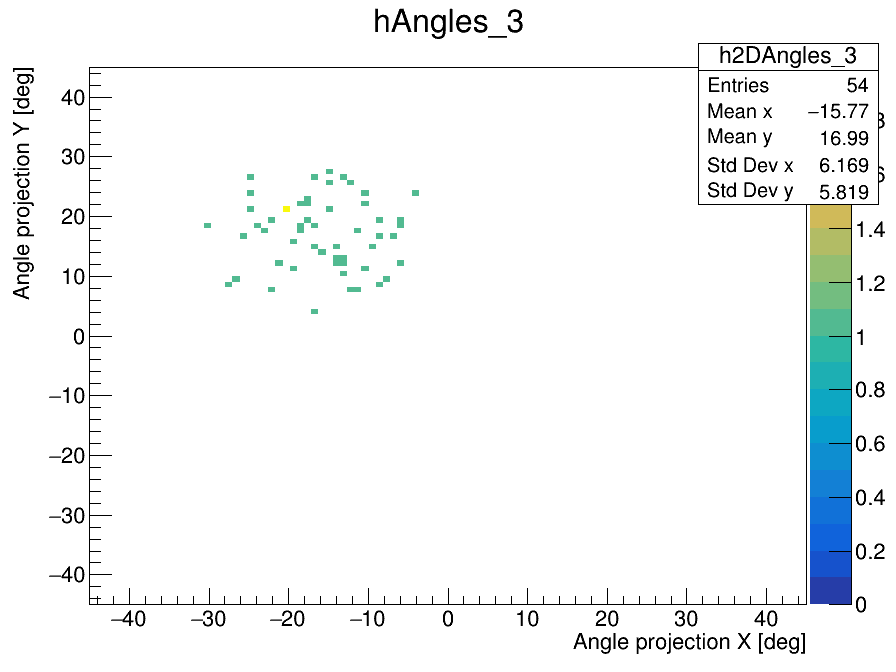 hAngles_3
h2DAngles_3
Entries 54
Mean x −15.77
Mean y 16.99
Std Dev x 6.169
Std Dev y 5.819
Angle projection Y [deg]
40
30
20
10
0
−10
−20
−30
−40
−40 −30 −20 −10 0 10 20 30 40
Angle projection X [deg]
1.4
1.2
1
0.8
0.6
0.4
0.2
0